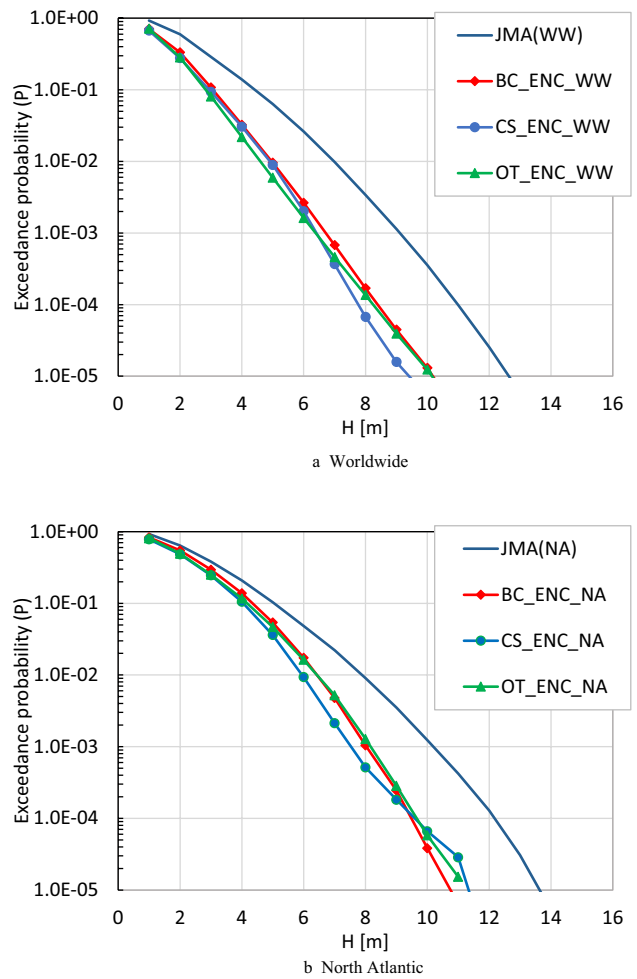 1.0E+00
1.0E-01
1.0E-02
1.0E-03
1.0E-04
1.0E-05
Exceedance probability (P)
0 2 4 6 8 10 12 14 16
H [m]
JMA(WW)
BC_ENC_WW
CS_ENC_WW
OT_ENC_WW
a Worldwide
1.0E+00
1.0E-01
1.0E-02
1.0E-03
1.0E-04
1.0E-05
Exceedance probability (P)
0 2 4 6 8 10 12 14 16
H [m]
JMA(NA)
BC_ENC_NA
CS_ENC_NA
OT_ENC_NA
b North Atlantic